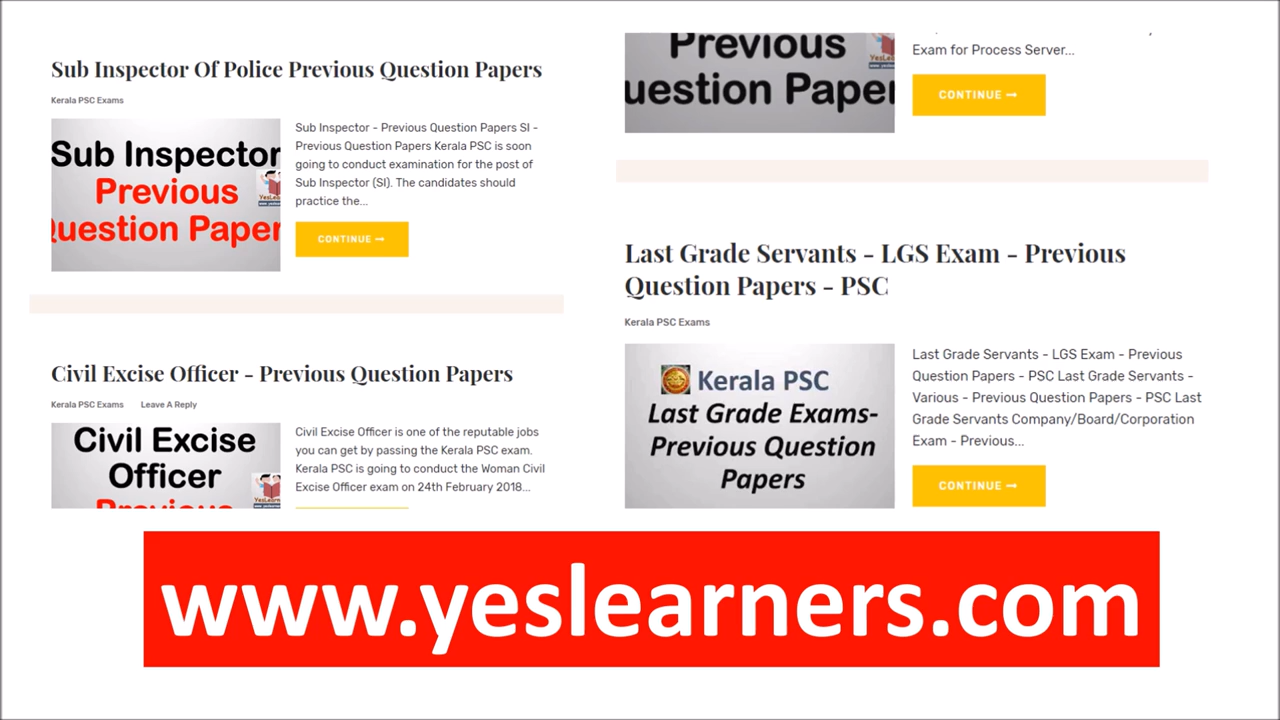 Sub Inspector Of Police Previous Question Papers
Kerala PSC Exams
Sub Inspector
Previous
Question Paper
Sub Inspector - Previous Question Papers SI -
Previous Question Papers Kerala PSC is soon
going to conduct examination for the post of
Sub Inspector (SI). The candidates should
practice the...
CONTINUE
Civil Excise Officer - Previous Question Papers
Kerala PSC Exams Leave A Reply
Civil Excise
Officer
Previous
YesLearn
Civil Excise Officer is one of the reputable jobs
you can get by passing the Kerala PSC exam.
Kerala PSC is going to conduct the Woman Civil
Excise Officer exam on 24th February 2018...
Previous
uestion Paper
Exam for Process Server...
CONTINUE
Last Grade Servants - LGS Exam - Previous
Question Papers - PSC
Kerala PSC Exams
Kerala PSC
Last Grade Exams-
Previous Question
Papers
Last Grade Servants - LGS Exam - Previous
Question Papers - PSC Last Grade Servants -
Various - Previous Question Papers - PSC Last
Grade Servants Company/Board/Corporation
Exam - Previous...
CONTINUE
www.yeslearners.com